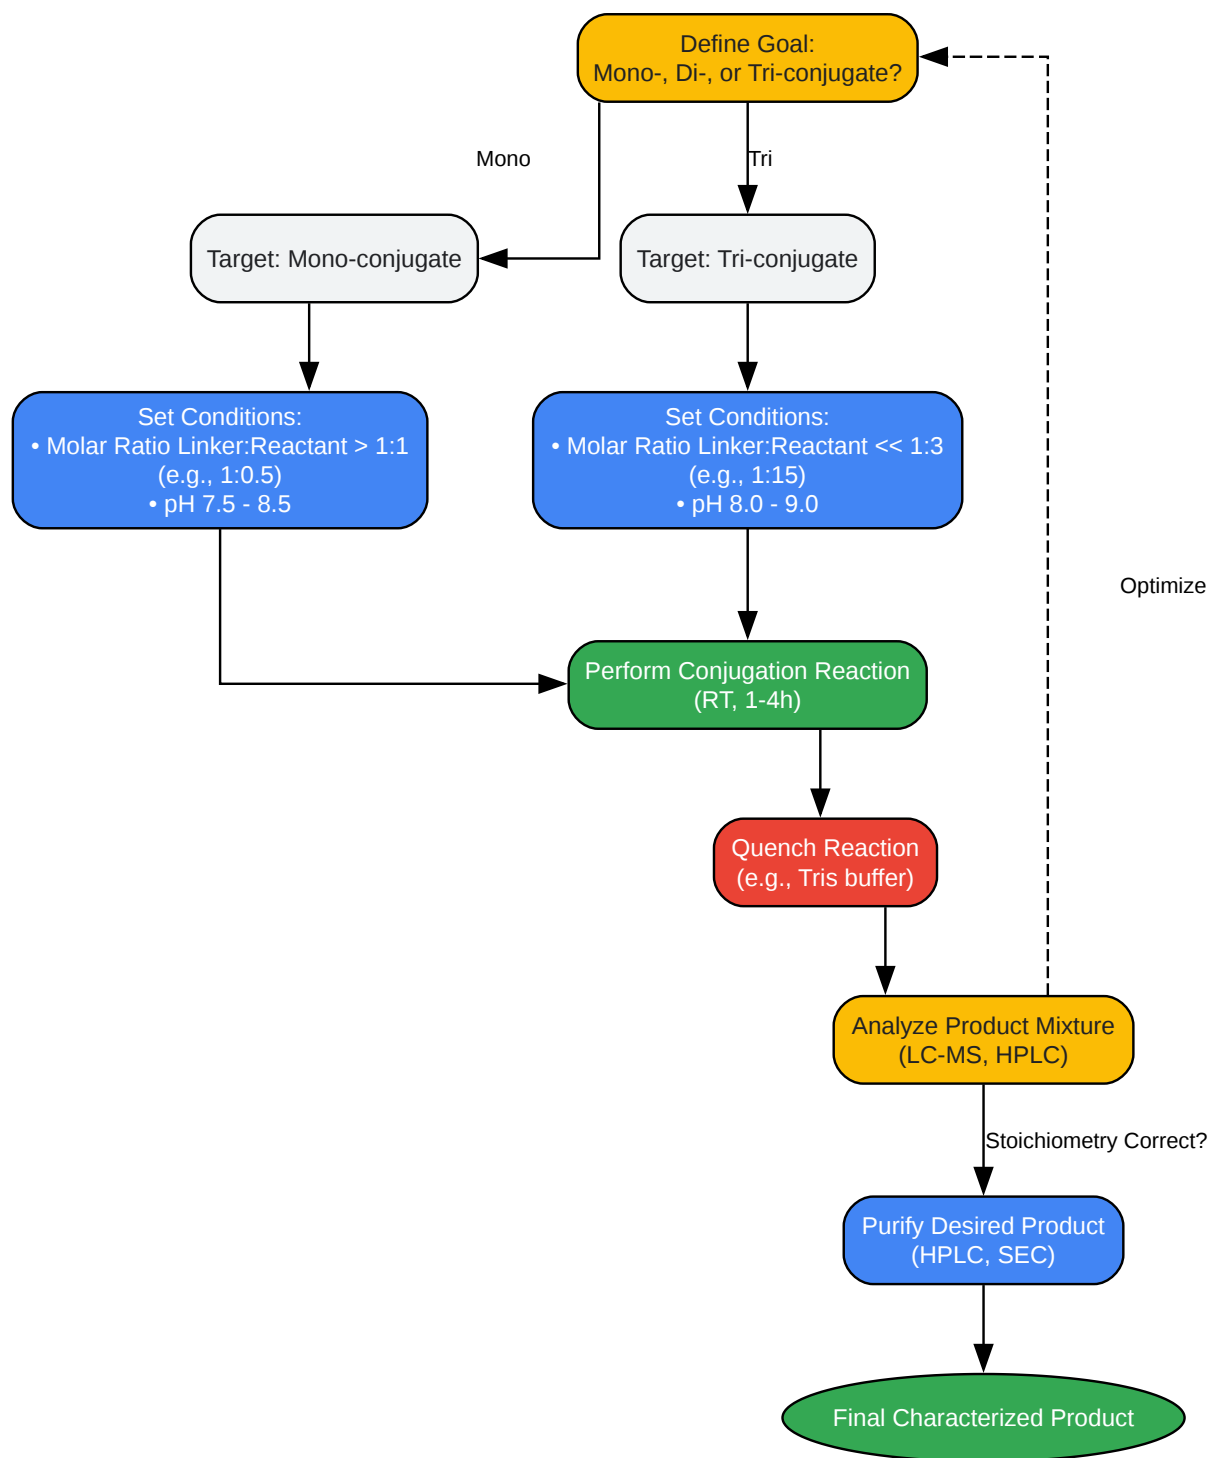 Define Goal:
Mono-, Di-, or Tri-conjugate?
Mono
Tri
Target: Mono-conjugate
Target: Tri-conjugate
Set Conditions:
• Molar Ratio Linker:Reactant > 1:1
(e.g., 1:0.5)
• pH 7.5 - 8.5
Set Conditions:
• Molar Ratio Linker:Reactant << 1:3
(e.g., 1:15)
• pH 8.0 - 9.0
Optimize
Perform Conjugation Reaction
(RT, 1-4h)
Quench Reaction
(e.g., Tris buffer)
Analyze Product Mixture
(LC-MS, HPLC)
Stoichiometry Correct?
Purify Desired Product
(HPLC, SEC)
Final Characterized Product